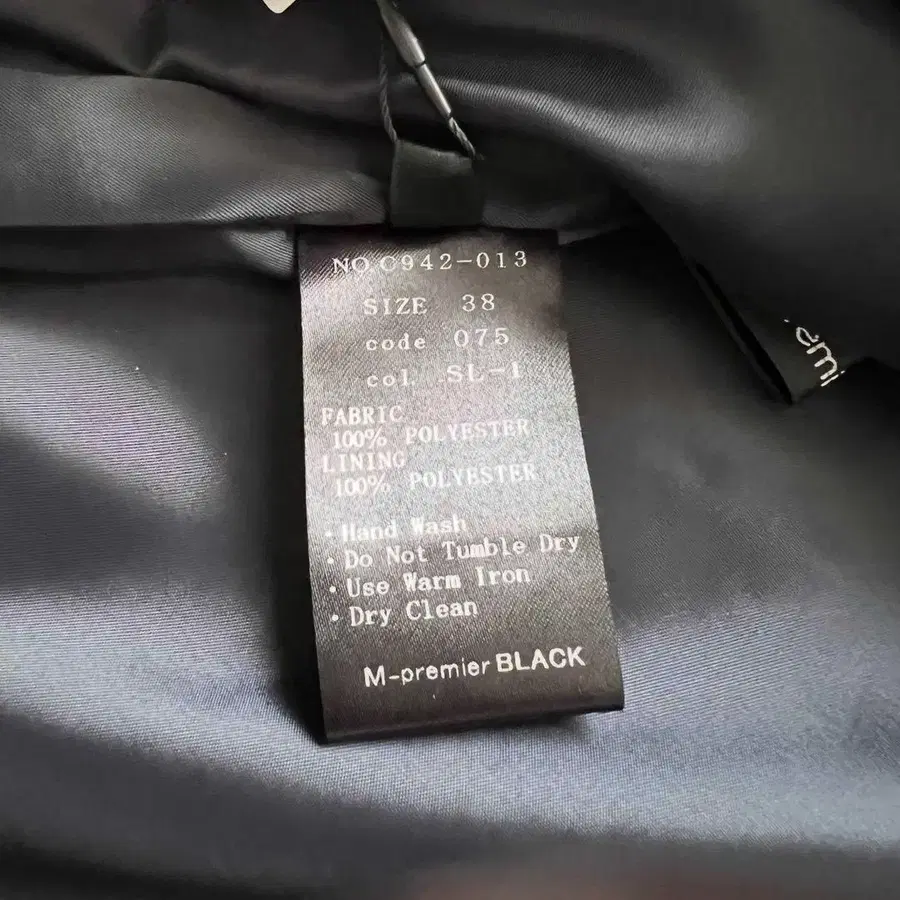 NO.C942-013
SIZE 38
code 075
col. SL-1
FABRIC
100% POLYESTER
LINING
100% POLYESTER
・Hand Wash
・Do Not Tumble Dry
・Use Warm Iron
・Dry Clean
M-premier BLACK